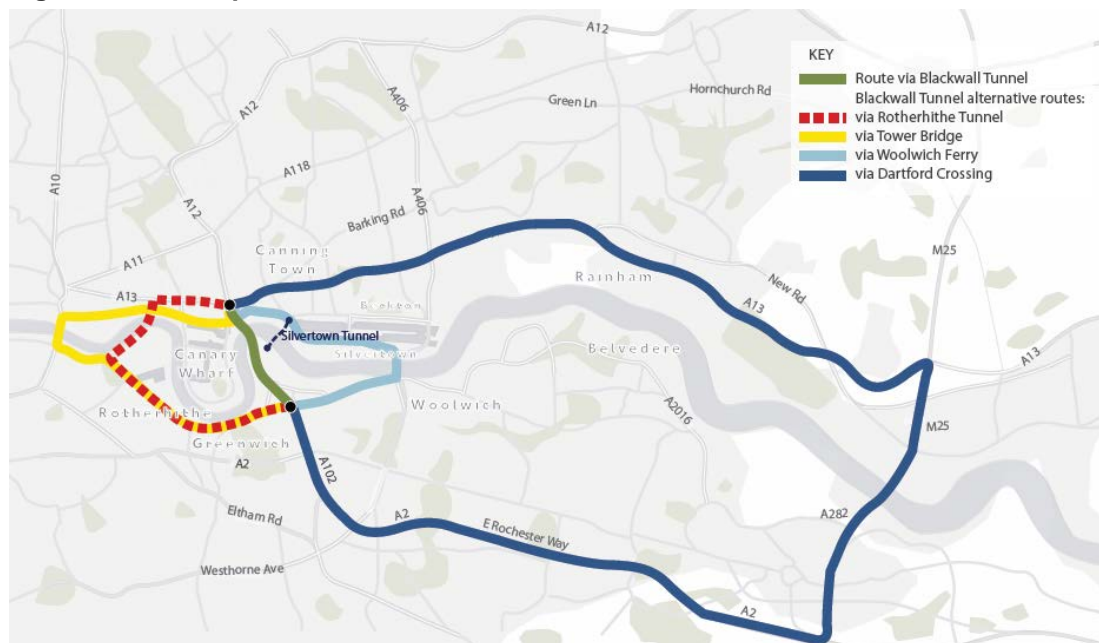 A12
A12
A406
Green Ln
Hornchurch Rd
A118
A10
A12
A406
Barking Rd
KEY
Route via Blackwall Tunnel
Blackwall Tunnel alternative routes:
via Rotherhithe Tunnel
via Tower Bridge
via Woolwich Ferry
via Dartford Crossing
Canning
Town
A11
A13
M25
Rainham
New Rd
A13
A13
Silvertown Tunnel
Silvertown
Canary
Wharf
Belvedere
Rotherhithe
Woolwich
A2016
Greenwich
M25
A2
A102
A282
Eltham Rd
A2
E Rochester Way
Westhorne Ave
A2